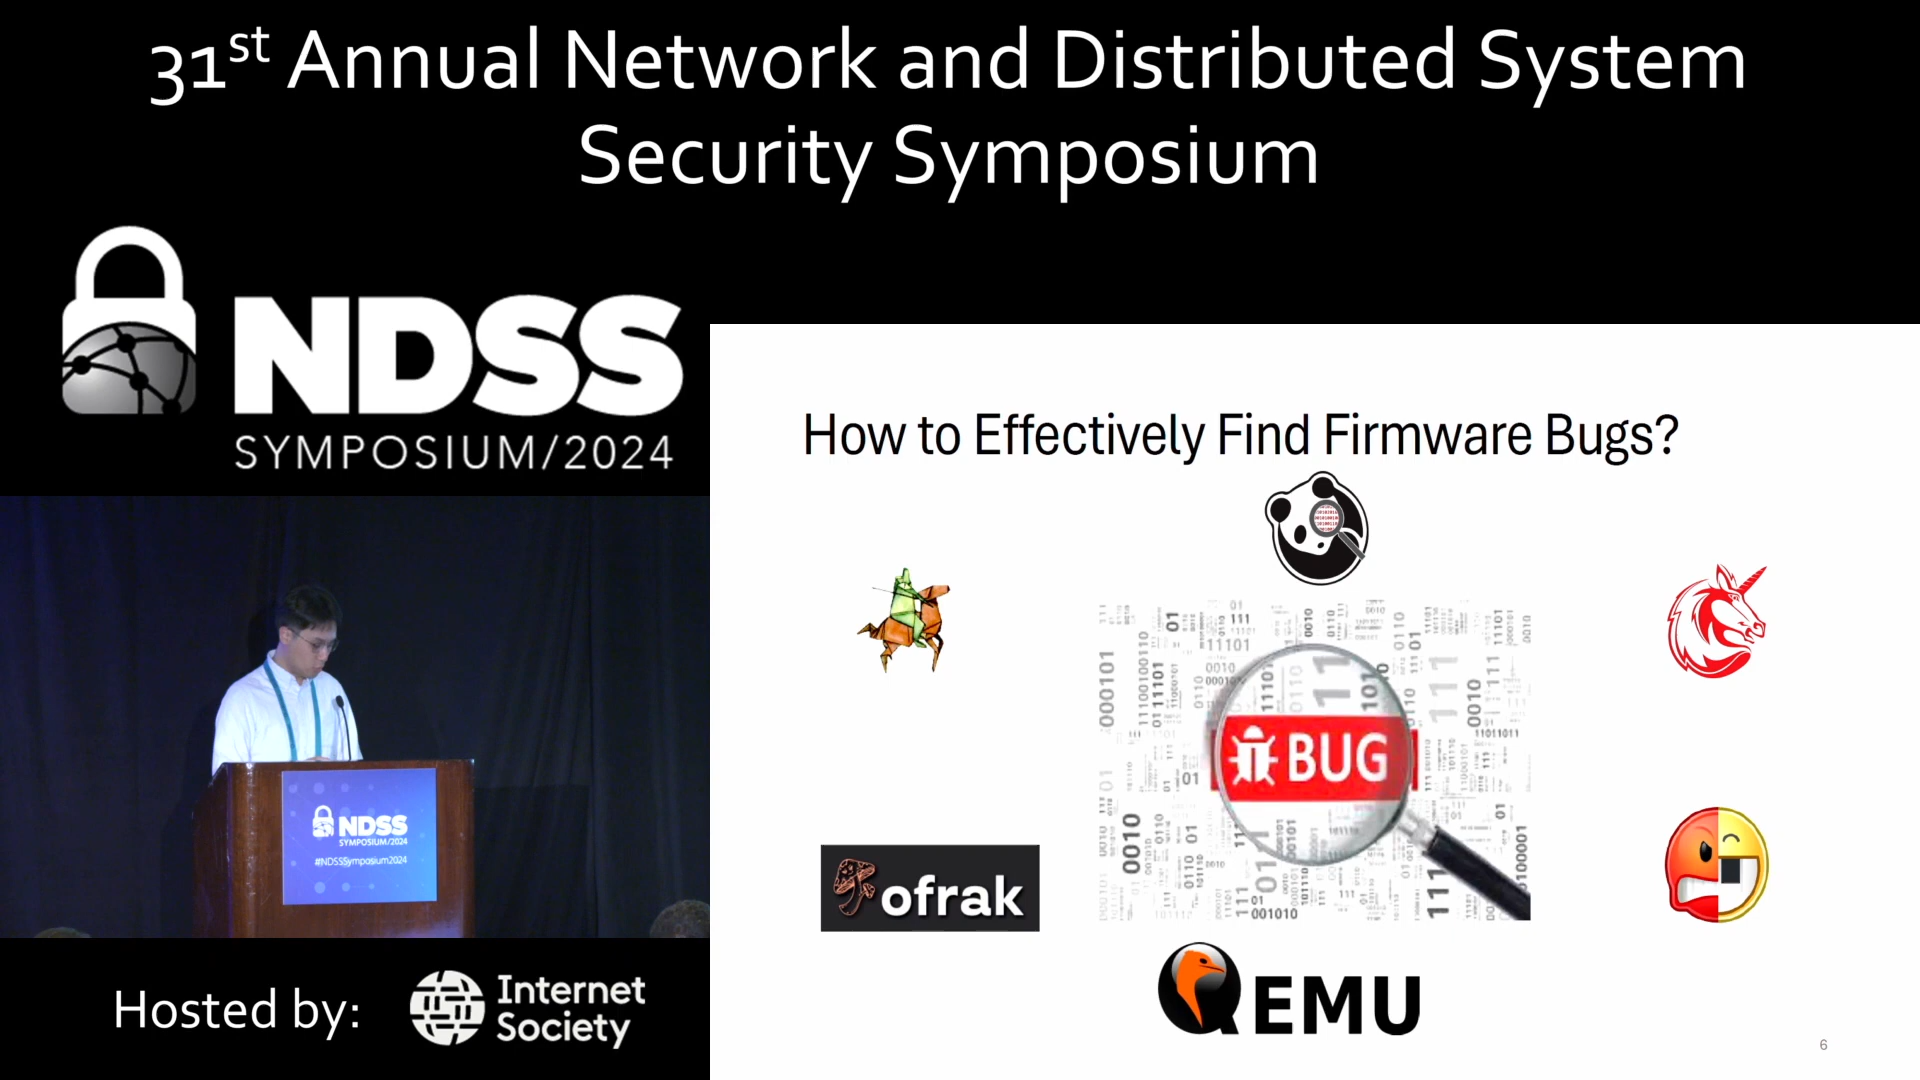 31st Annual Network and Distributed System
Security Symposium
NDSS
SYMPOSIUM/2024
How to Effectively Find Firmware Bugs?
BUG
ofrak
QEMU
NDSS
SYMPOSIUM/2024
#NDSSSymposium2024
Hosted by:
Internet
Society
6